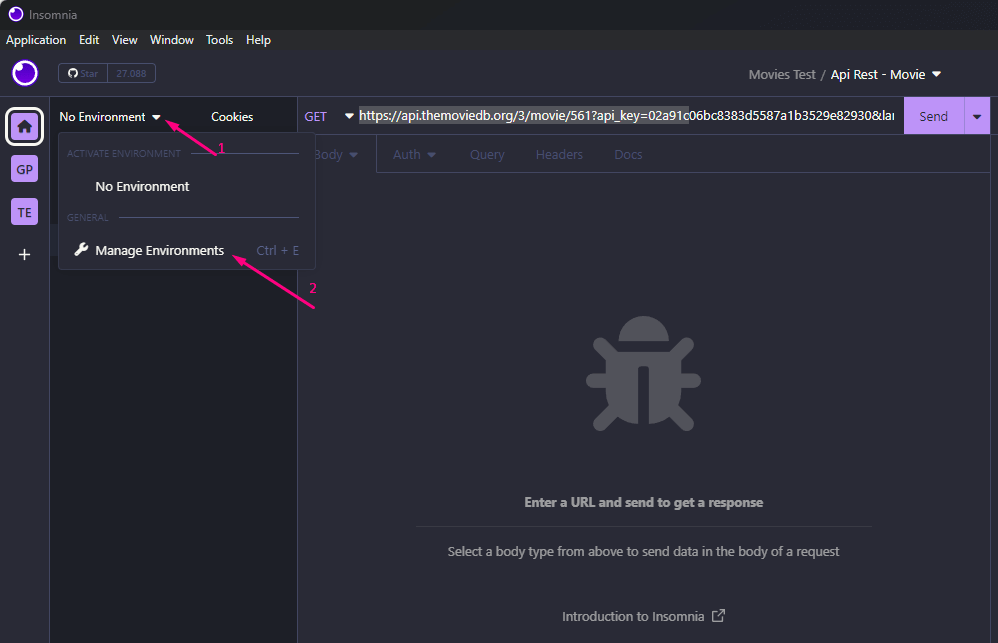 Insomnia
Application Edit View Window Tools Help
Star 27,088
Movies Test / Api Rest - Movie
No Environment Cookies GET https://api.themoviedb.org/3/movie/561?api_key=02a91c06bc8383d5587a1b3529e82930&lar Send
1
ACTIVATE ENVIRONMENT
Body Auth Query Headers Docs
GP
No Environment
TE
GENERAL
Manage Environments Ctrl + E
2
Enter a URL and send to get a response
Select a body type from above to send data in the body of a request
Introduction to Insomnia